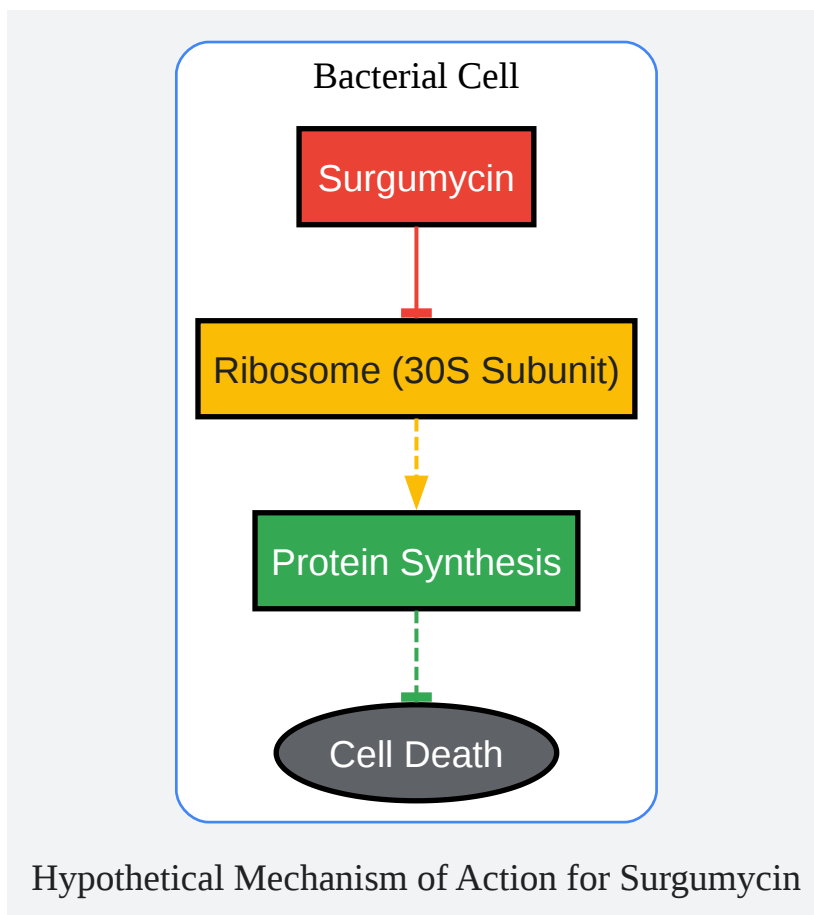 Bacterial Cell
Surgumycin
Ribosome (30S Subunit)
Protein Synthesis
Cell Death
Hypothetical Mechanism of Action for Surgumycin